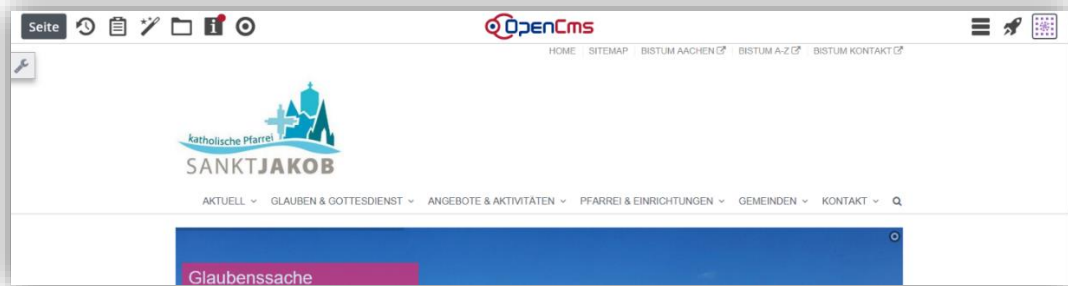 Seite OpenCms
HOME SITEMAP BISTUM AACHEN BISTUM A-Z BISTUM KONTAKT
katholische Pfarrei
SANKTJAKOB
AKTUELL GLAUBEN & GOTTESDIENST ANGEBOTE & AKTIVITÄTEN PFARREI & EINRICHTUNGEN GEMEINDEN KONTAKT
Glaubenssache